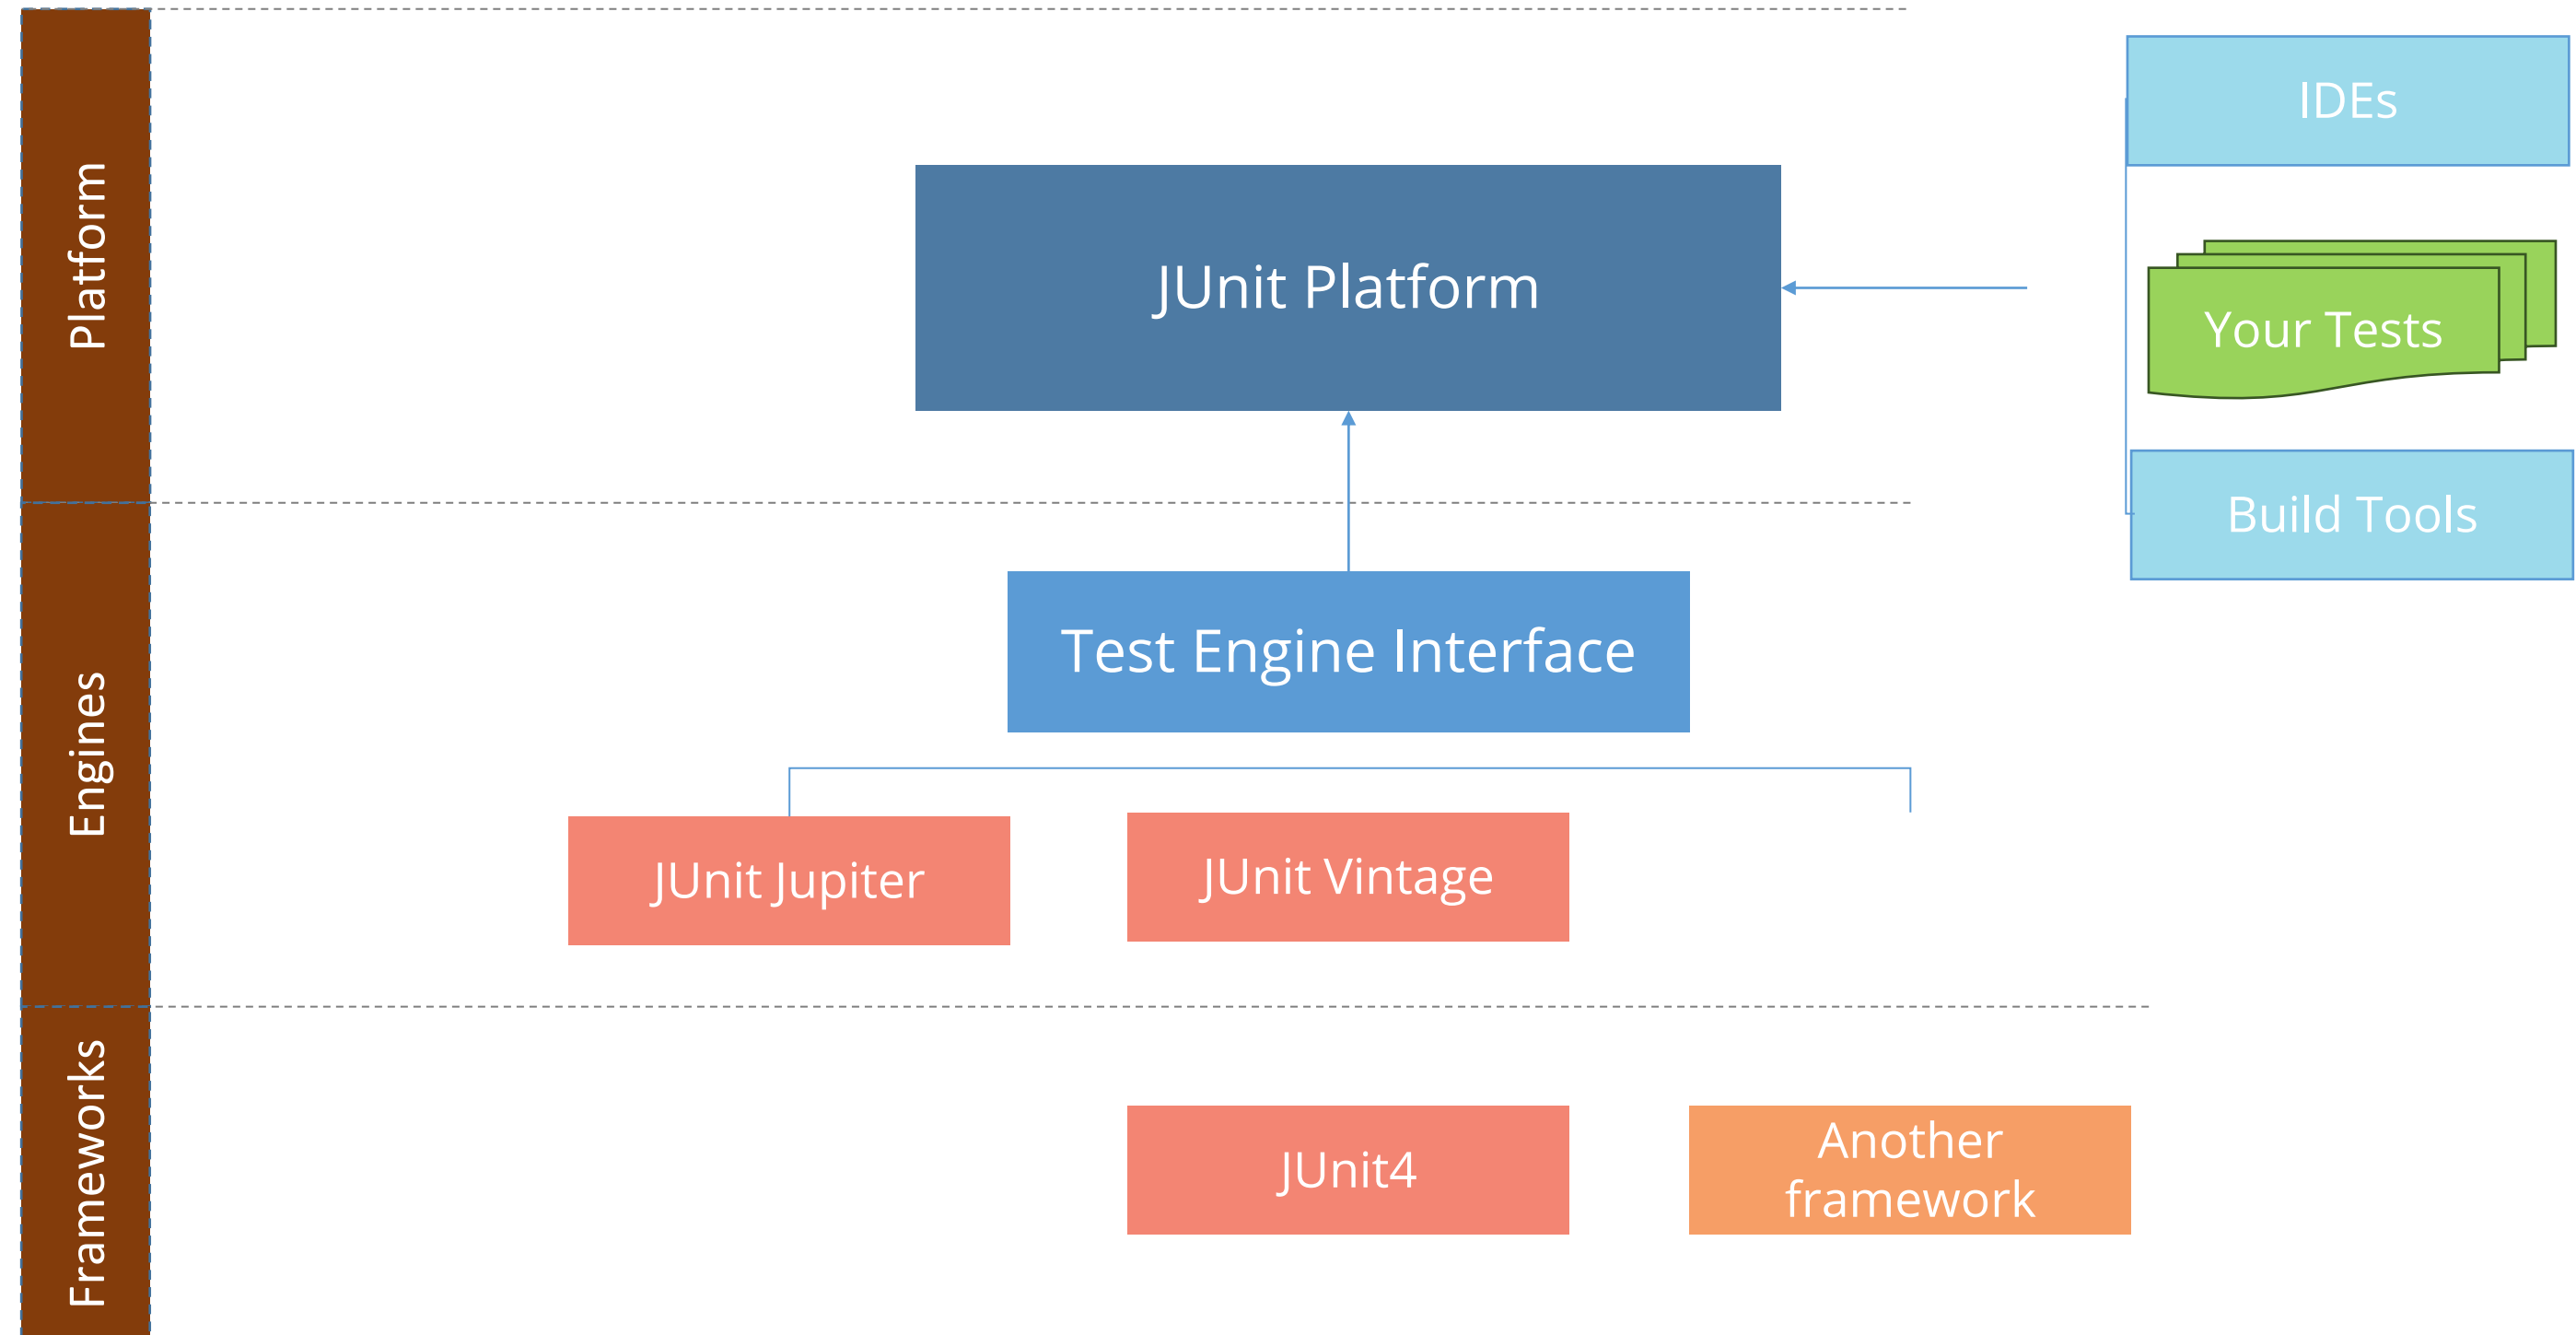 Platform
JUnit Platform
IDEs
Your Tests
Build Tools
Engines
Test Engine Interface
JUnit Jupiter
JUnit Vintage
Frameworks
JUnit4
Another
framework